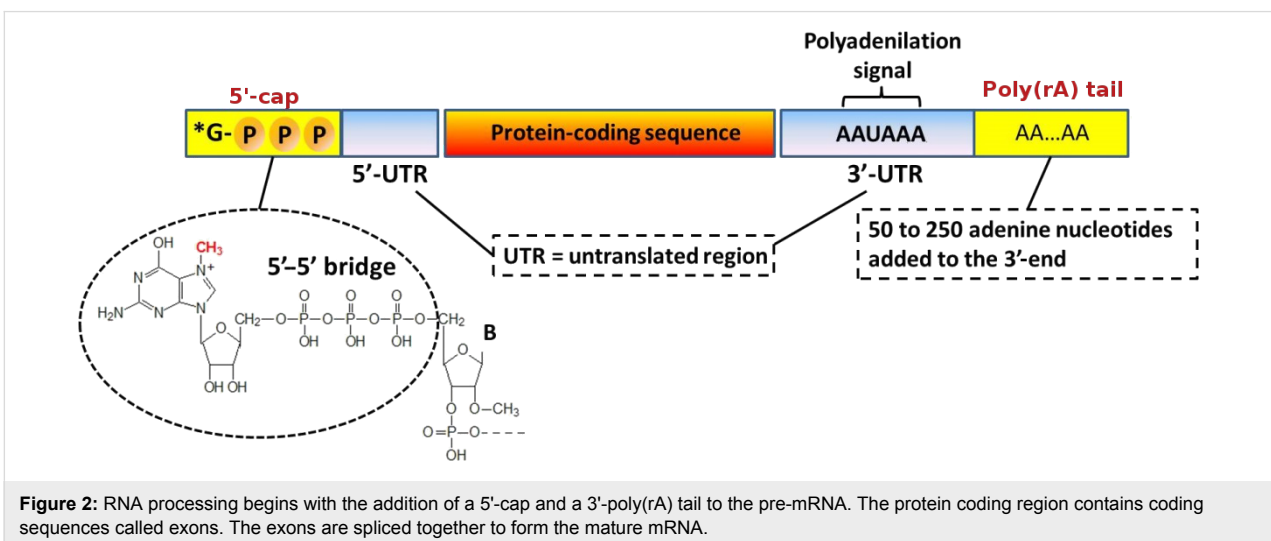 Polyadenilation
signal
5'-cap
Poly(rA) tail
*G- P P P
Protein-coding sequence
AAUAAA
AA...AA
5’-UTR
3’-UTR
UTR = untranslated region
50 to 250 adenine nucleotides
added to the 3’-end
5’–5’ bridge
OH
CH3
N
N+
H2N
N
N
O
CH2–O–P–O–P–O–P–O–CH2
O O O
OH OH OH
O
OH OH
B
O
O O–CH3
O=P–O----
OH
Figure 2: RNA processing begins with the addition of a 5'-cap and a 3'-poly(rA) tail to the pre-mRNA. The protein coding region contains coding
sequences called exons. The exons are spliced together to form the mature mRNA.